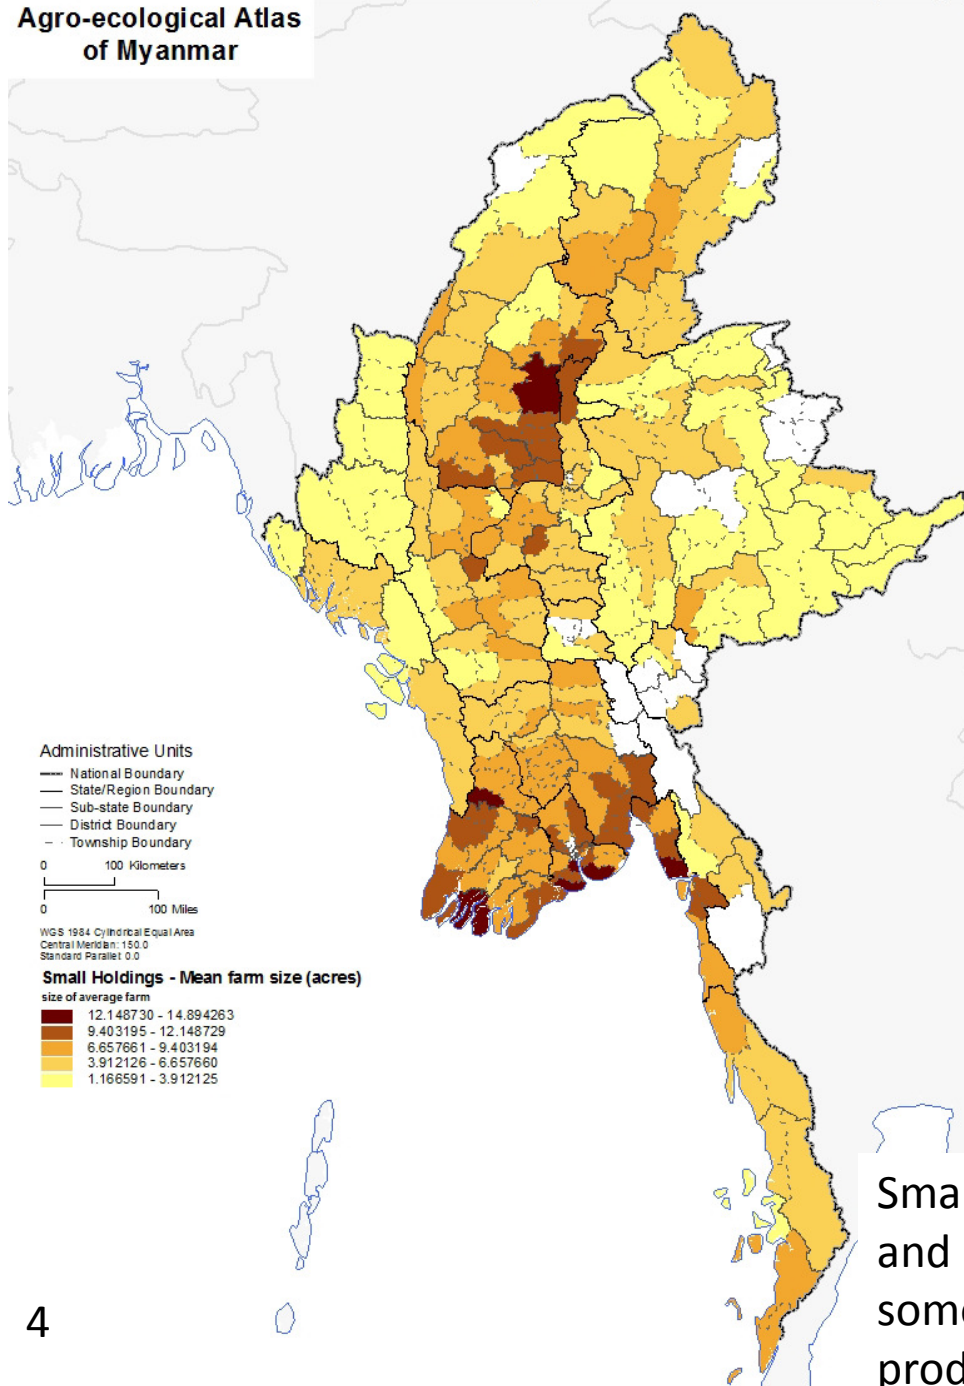 Agro-ecological Atlas
of Myanmar
Administrative Units
National Boundary
State/Region Boundary
Sub-state Boundary
District Boundary
Township Boundary
0 100 Kilometers
0 100 Miles
WGS 1984 Cylindrical Equal Area
Central Meridian: 150.0
Standard Parallel: 0.0
Small Holdings - Mean farm size (acres)
size of average farm
12.148730 - 14.894263
9.403195 - 12.148729
6.657661 - 9.403194
3.912126 - 6.657660
1.166591 - 3.912125
4
and